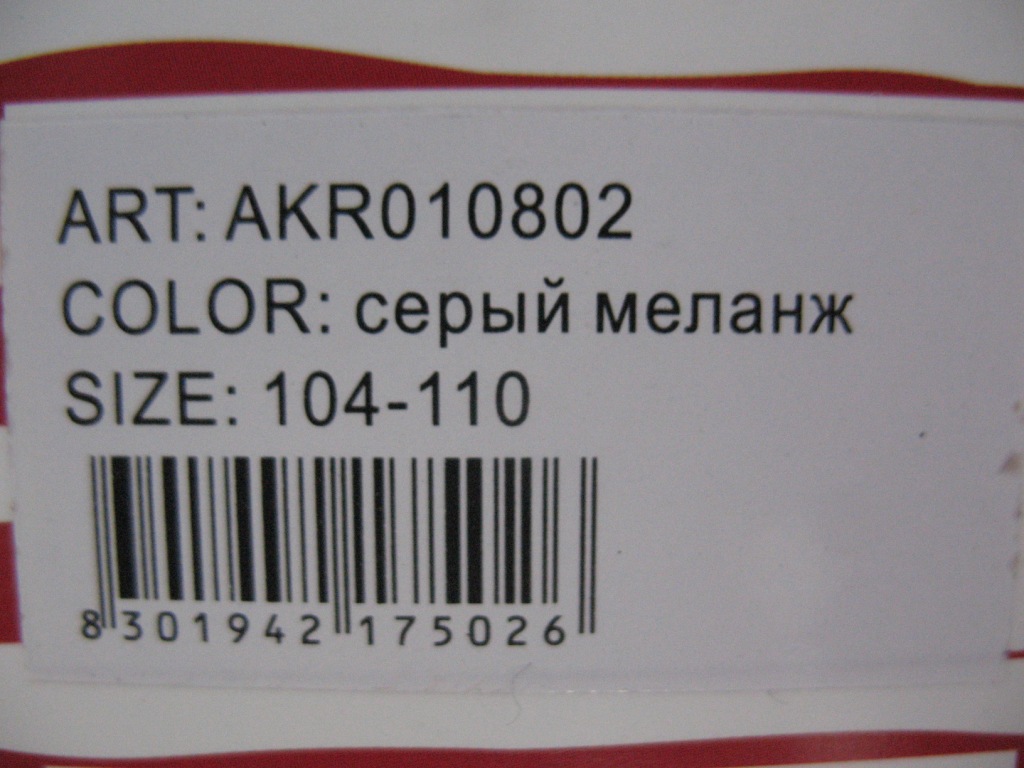 ART: AKR010802
COLOR: серый меланж
SIZE: 104-110
8 301942 175026